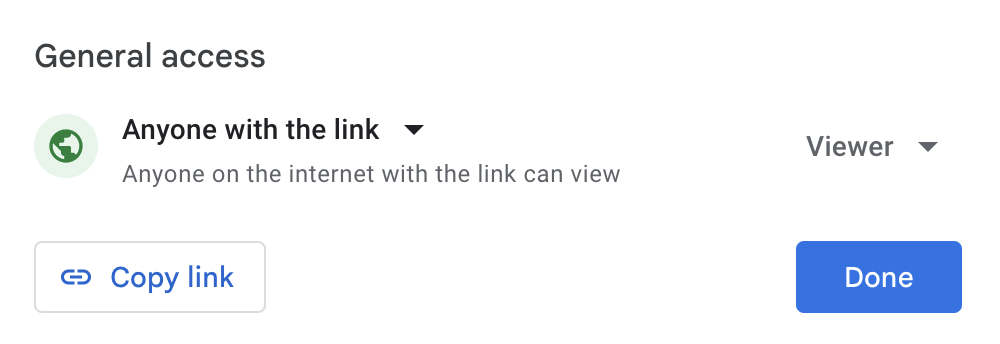 General access
Anyone with the link
Viewer
Anyone on the internet with the link can view
Copy link
Done